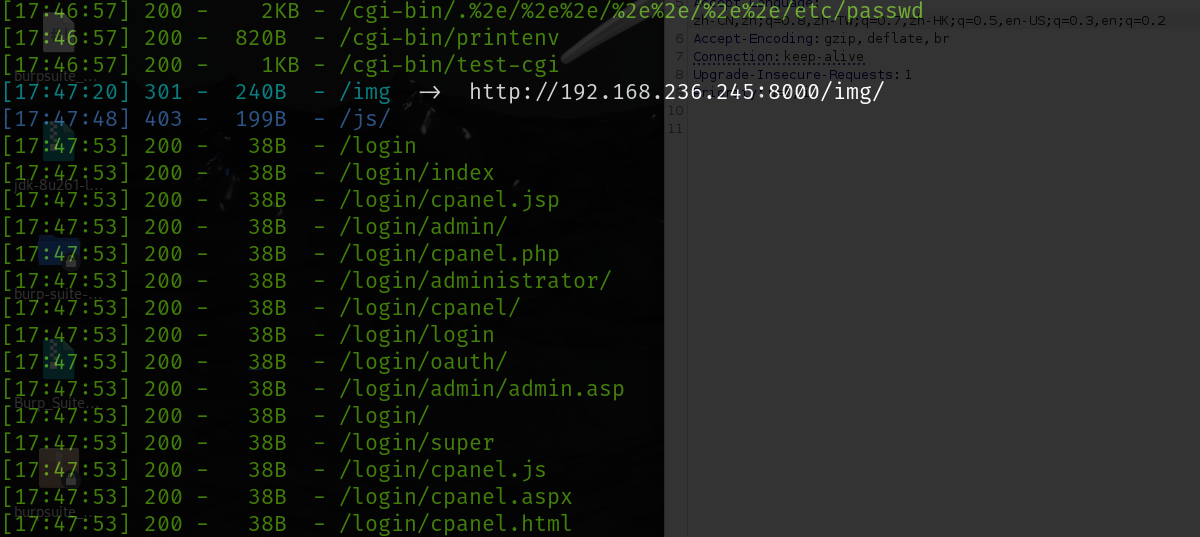 [17:46:57] 200 -    2KB  - /cgi-bin/.%2e/%2e%2e/%2e%2e/%2e%2e/etc/passwd
zh-CN,zh;q=0.8,zh-TW;q=0.7,zh-HK;q=0.5,en-US;q=0.3,en;q=0.2
[17:46:57] 200 -  820B  - /cgi-bin/printenv
6 Accept-Encoding: gzip, deflate, br
[17:46:57] 200 -    1KB  - /cgi-bin/test-cgi
7 Connection: keep-alive
burpsuite_...
8 Upgrade-Insecure-Requests: 1
[17:47:20] 301 -  240B  - /img  ->  http://192.168.236.245:8000/img/
10
[17:47:48] 403 -  199B  - /js/
11
[17:47:53] 200 -   38B  - /login
[17:47:53] 200 -   38B  - /login/index
jdk-8u261-l...
[17:47:53] 200 -   38B  - /login/cpanel.jsp
[17:47:53] 200 -   38B  - /login/admin/
[17:47:53] 200 -   38B  - /login/cpanel.php
[17:47:53] 200 -   38B  - /login/administrator/
burp-suite-...
[17:47:53] 200 -   38B  - /login/cpanel/
[17:47:53] 200 -   38B  - /login/login
[17:47:53] 200 -   38B  - /login/oauth/
[17:47:53] 200 -   38B  - /login/admin/admin.asp
Burp_Suite...
[17:47:53] 200 -   38B  - /login/
[17:47:53] 200 -   38B  - /login/super
[17:47:53] 200 -   38B  - /login/cpanel.js
[17:47:53] 200 -   38B  - /login/cpanel.aspx
burpsuite_...
[17:47:53] 200 -   38B  - /login/cpanel.html